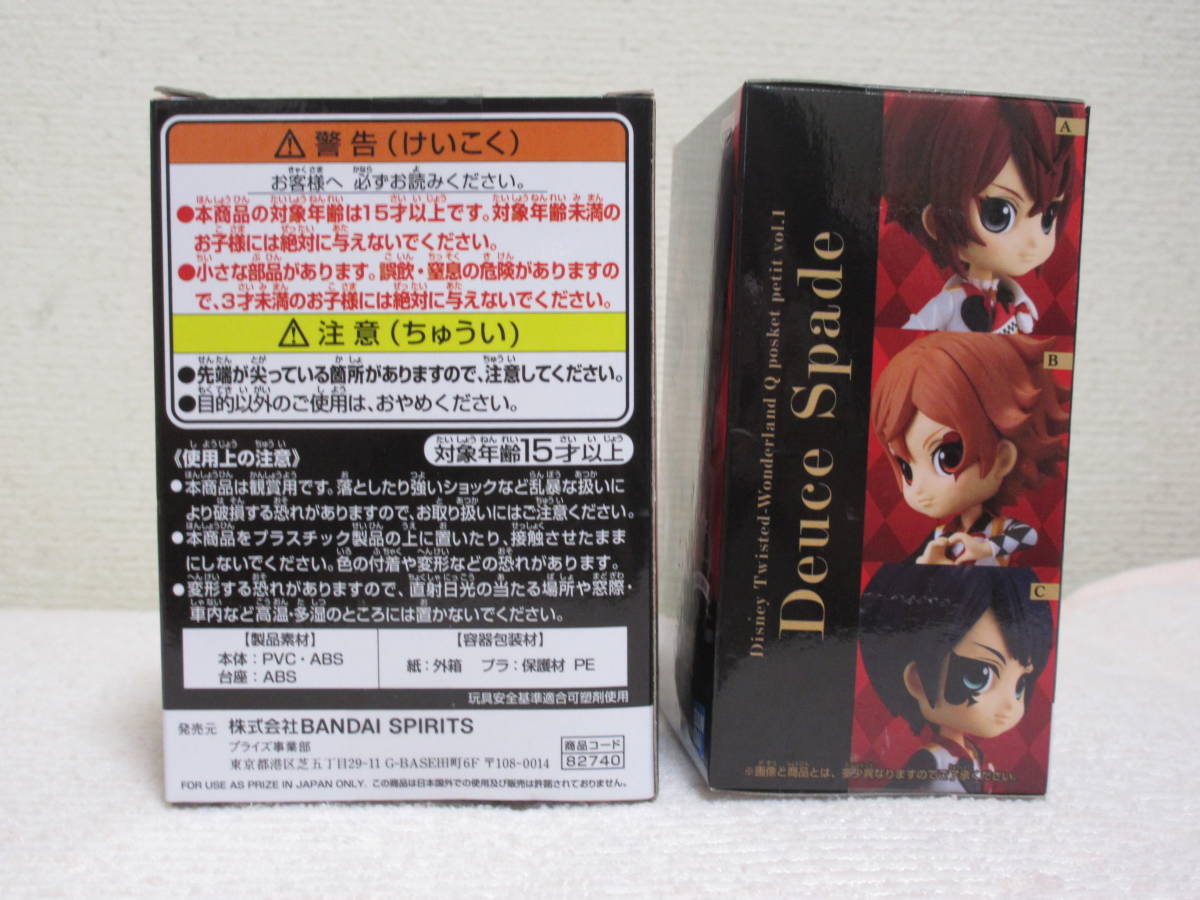 ⚠警告(けいこく)
お客様へ 必ずお読みください。
●本商品の対象年齢は15才以上です。対象年齢未満の
お子様には絶対に与えないでください。
●小さな部品があります。誤飲・窒息の危険がありますの
で、3才未満のお子様には絶対に与えないでください。
⚠注意(ちゅうい)
●先端が尖っている箇所がありますので、注意してください。
●目的以外のご使用は、おやめください。
対象年齢15才以上
《使用上の注意》
●本商品は観賞用です。落としたり強いショックなど乱暴な扱いに
より破損する恐れがありますので、お取り扱いにはご注意ください。
●本商品をプラスチック製品の上に置いたり、接触させたまま
にしないでください。色の付着や変形などの恐れがあります。
●変形する恐れがありますので、直射日光の当たる場所や窓際・
車内など高温・多湿のところには置かないでください。
【製品素材】
本体:PVC・ABS
台座:ABS
【容器包装材】
紙:外箱 プラ:保護材 PE
玩具安全基準適合可塑剤使用
発売元 株式会社BANDAI SPIRITS
プライズ事業部
東京都港区芝五丁目29-11 G-BASE田町6F 〒108-0014
商品コード
82740
FOR USE AS PRIZE IN JAPAN ONLY. この商品は日本国外での使用及び販売は許諾されておりません。
Disney Twisted-Wonderland Q posket petit vol.1
Deuce Spade
A
B
C
※画像と商品とは、多少異なりますのでご了承ください。